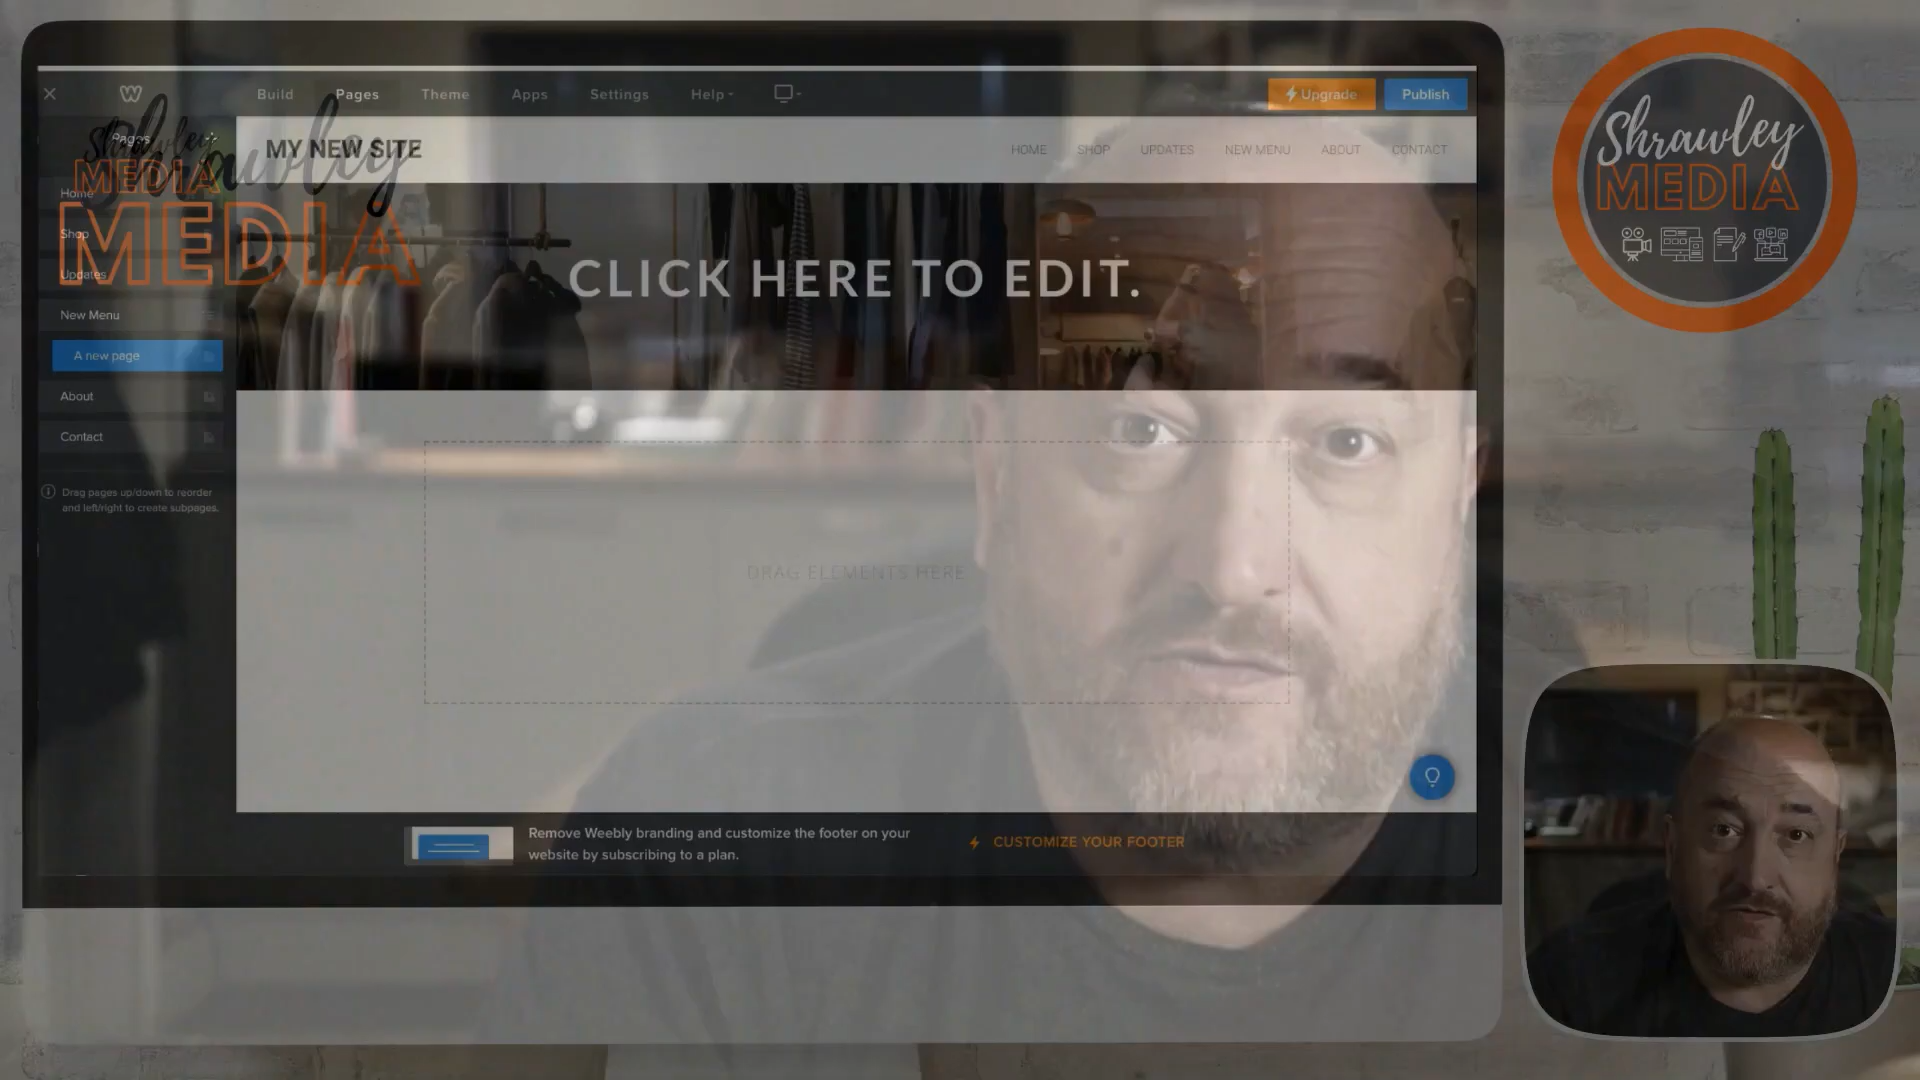 Build Pages Theme Apps Settings Help Upgrade Publish
Pages
Shrawley
MEDIA
Shrawley
MEDIA
MY NEW SITE
HOME SHOP UPDATES NEW MENU ABOUT CONTACT
Shrawley
MEDIA
Home
Shop
Updates
New Menu
A new page
About
Contact
Drag pages up/down to reorder
and left/right to create subpages.
CLICK HERE TO EDIT.
DRAG ELEMENTS HERE
Remove Weebly branding and customize the footer on your
website by subscribing to a plan.
CUSTOMIZE YOUR FOOTER